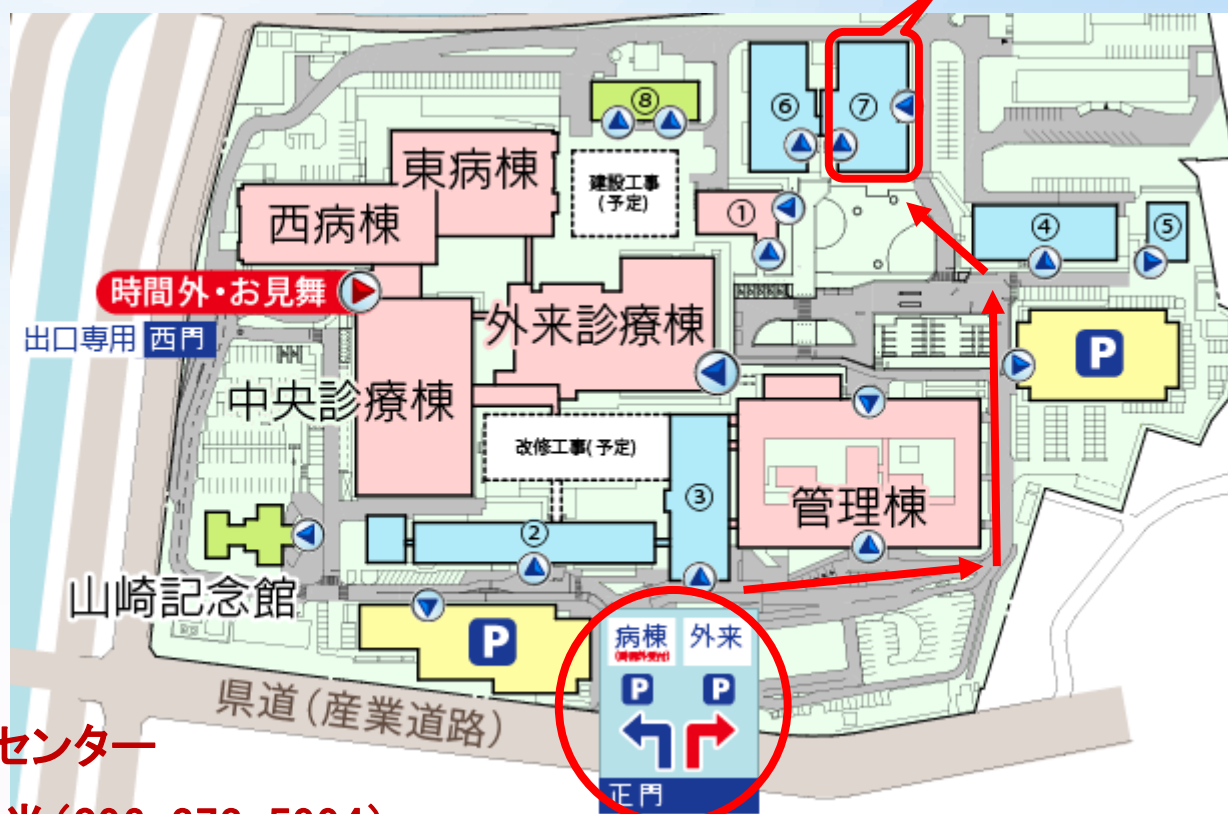 ⑧
⑥
⑦
東病棟
建設工事
(予定)
西病棟
①
④
⑤
時間外・お見舞
外来診療棟
出口専用 西門
P
中央診療棟
改修工事(予定)
③
管理棟
②
山崎記念館
P
病棟 外来
P P
県道(産業道路)
正門
センター